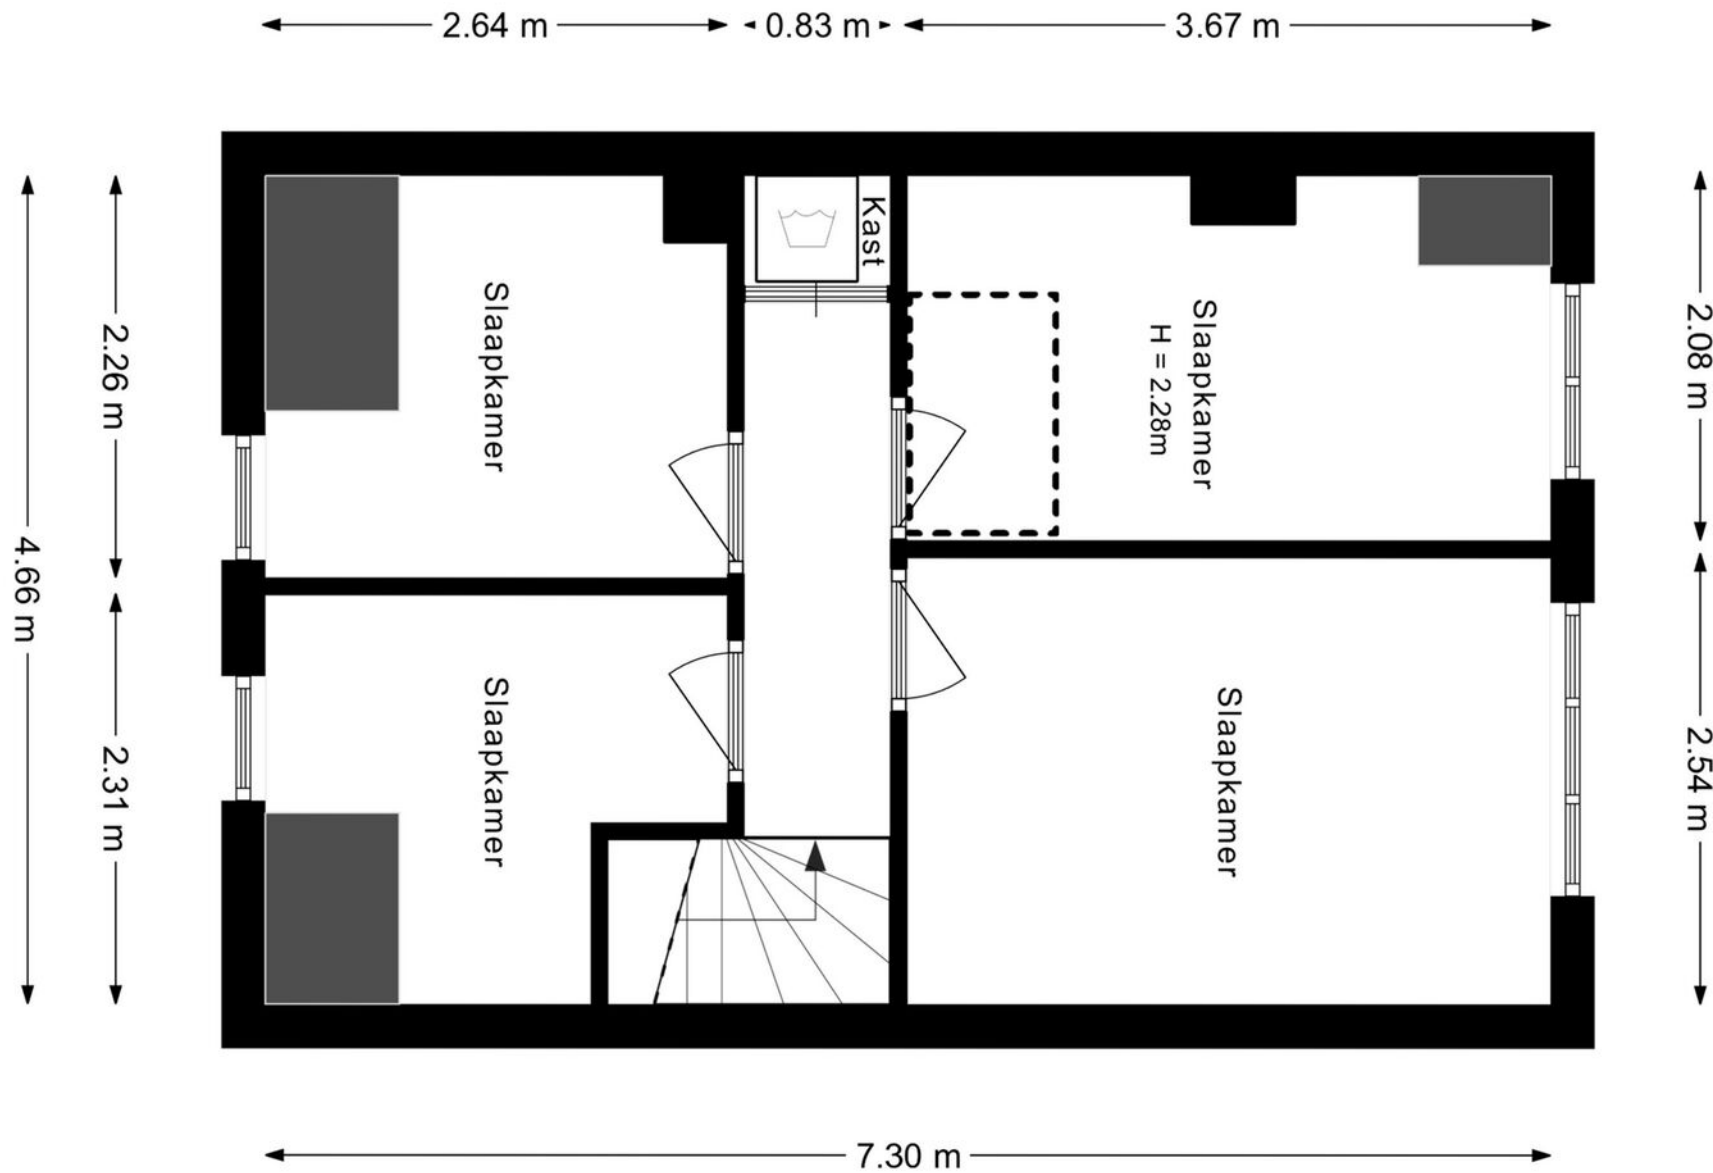 2.64 m
0.83 m
3.67 m
Kast
Slaapkamer
Slaapkamer
H = 2.28m
2.26 m
2.08 m
4.66 m
Slaapkamer
Slaapkamer
2.31 m
2.54 m
7.30 m